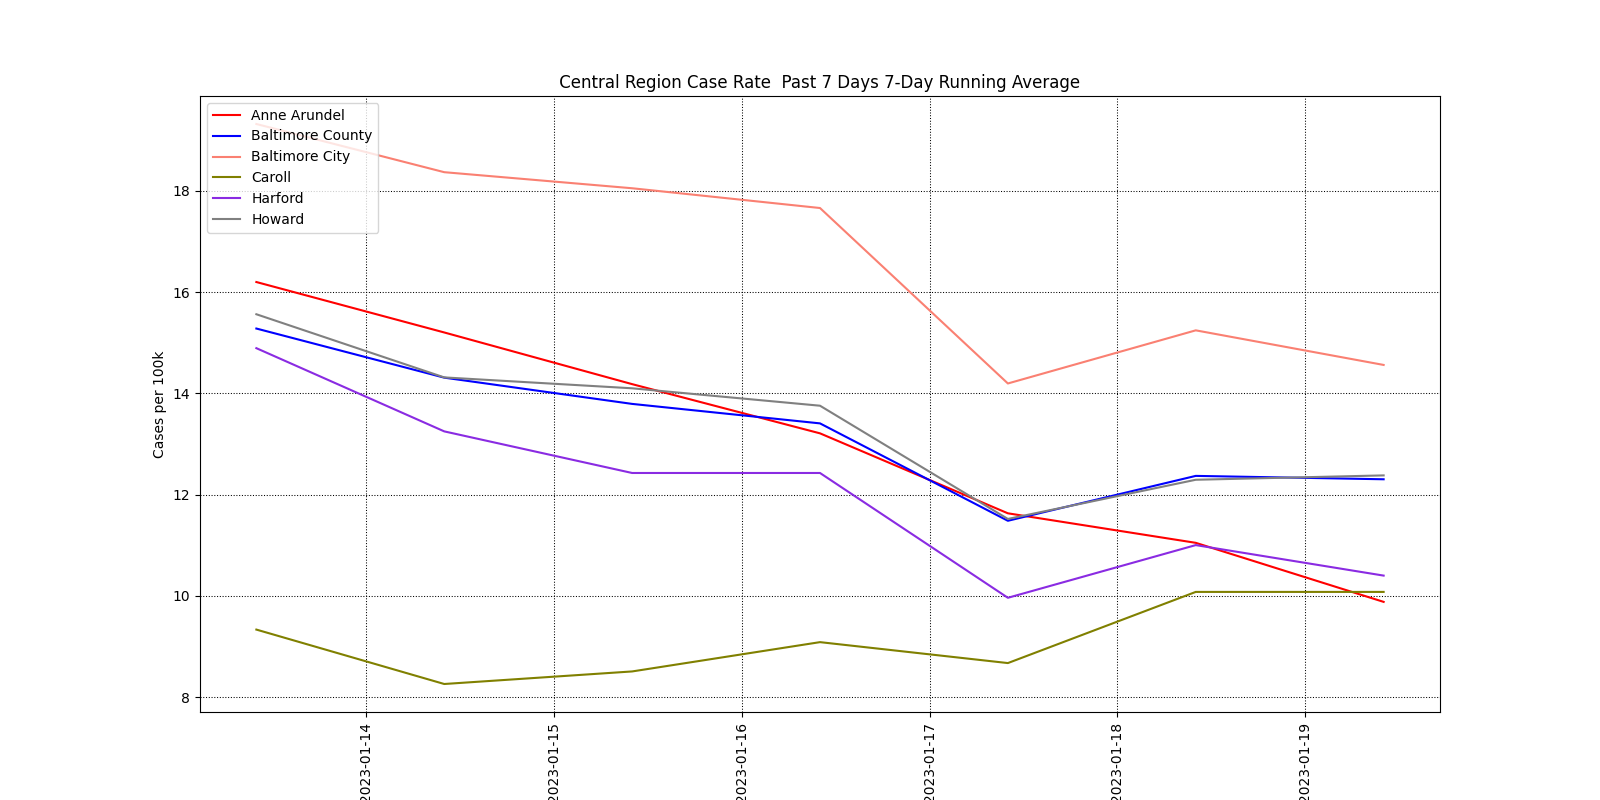 Central Region Case Rate  Past 7 Days 7-Day Running Average
Anne Arundel
Baltimore County
Baltimore City
Caroll
Harford
Howard
Cases per 100k
18
16
14
12
10
8
2023-01-14
2023-01-15
2023-01-16
2023-01-17
2023-01-18
2023-01-19